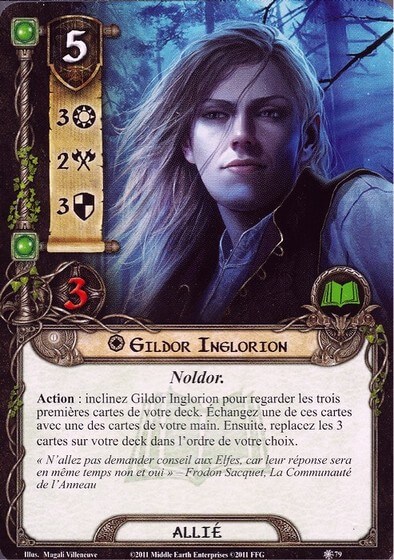 5
3
2
3
3
Gildor Inglorion
Noldor.
Action : inclinez Gildor Inglorion pour regarder les trois
premières cartes de votre deck. Échangez une de ces cartes
avec une des cartes de votre main. Ensuite, replacez les 3
cartes sur votre deck dans l'ordre de votre choix.
« N'allez pas demander conseil aux Elfes, car leur réponse sera
en même temps non et oui » – Frodon Sacquet, La Communauté
de l'Anneau
ALLIÉ
Illus. Magali Villeneuve ©2011 Middle Earth Enterprises ©2011 FFG 79